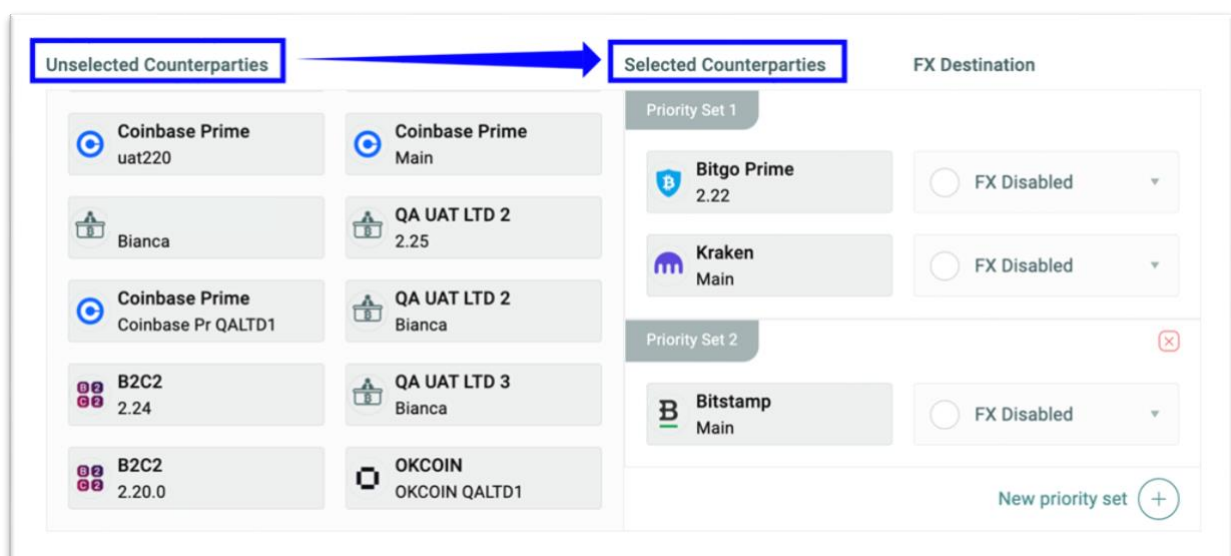 Unselected Counterparties
Selected Counterparties
FX Destination
Coinbase Prime
uat220
Coinbase Prime
Main
Bianca
QA UAT LTD 2
2.25
Coinbase Prime
Coinbase Pr QALTD1
QA UAT LTD 2
Bianca
B2C2
2.24
QA UAT LTD 3
Bianca
B2C2
2.20.0
OKCOIN
OKCOIN QALTD1
Priority Set 1
Bitgo Prime
2.22
FX Disabled
Kraken
Main
FX Disabled
Priority Set 2
Bitstamp
Main
FX Disabled
New priority set